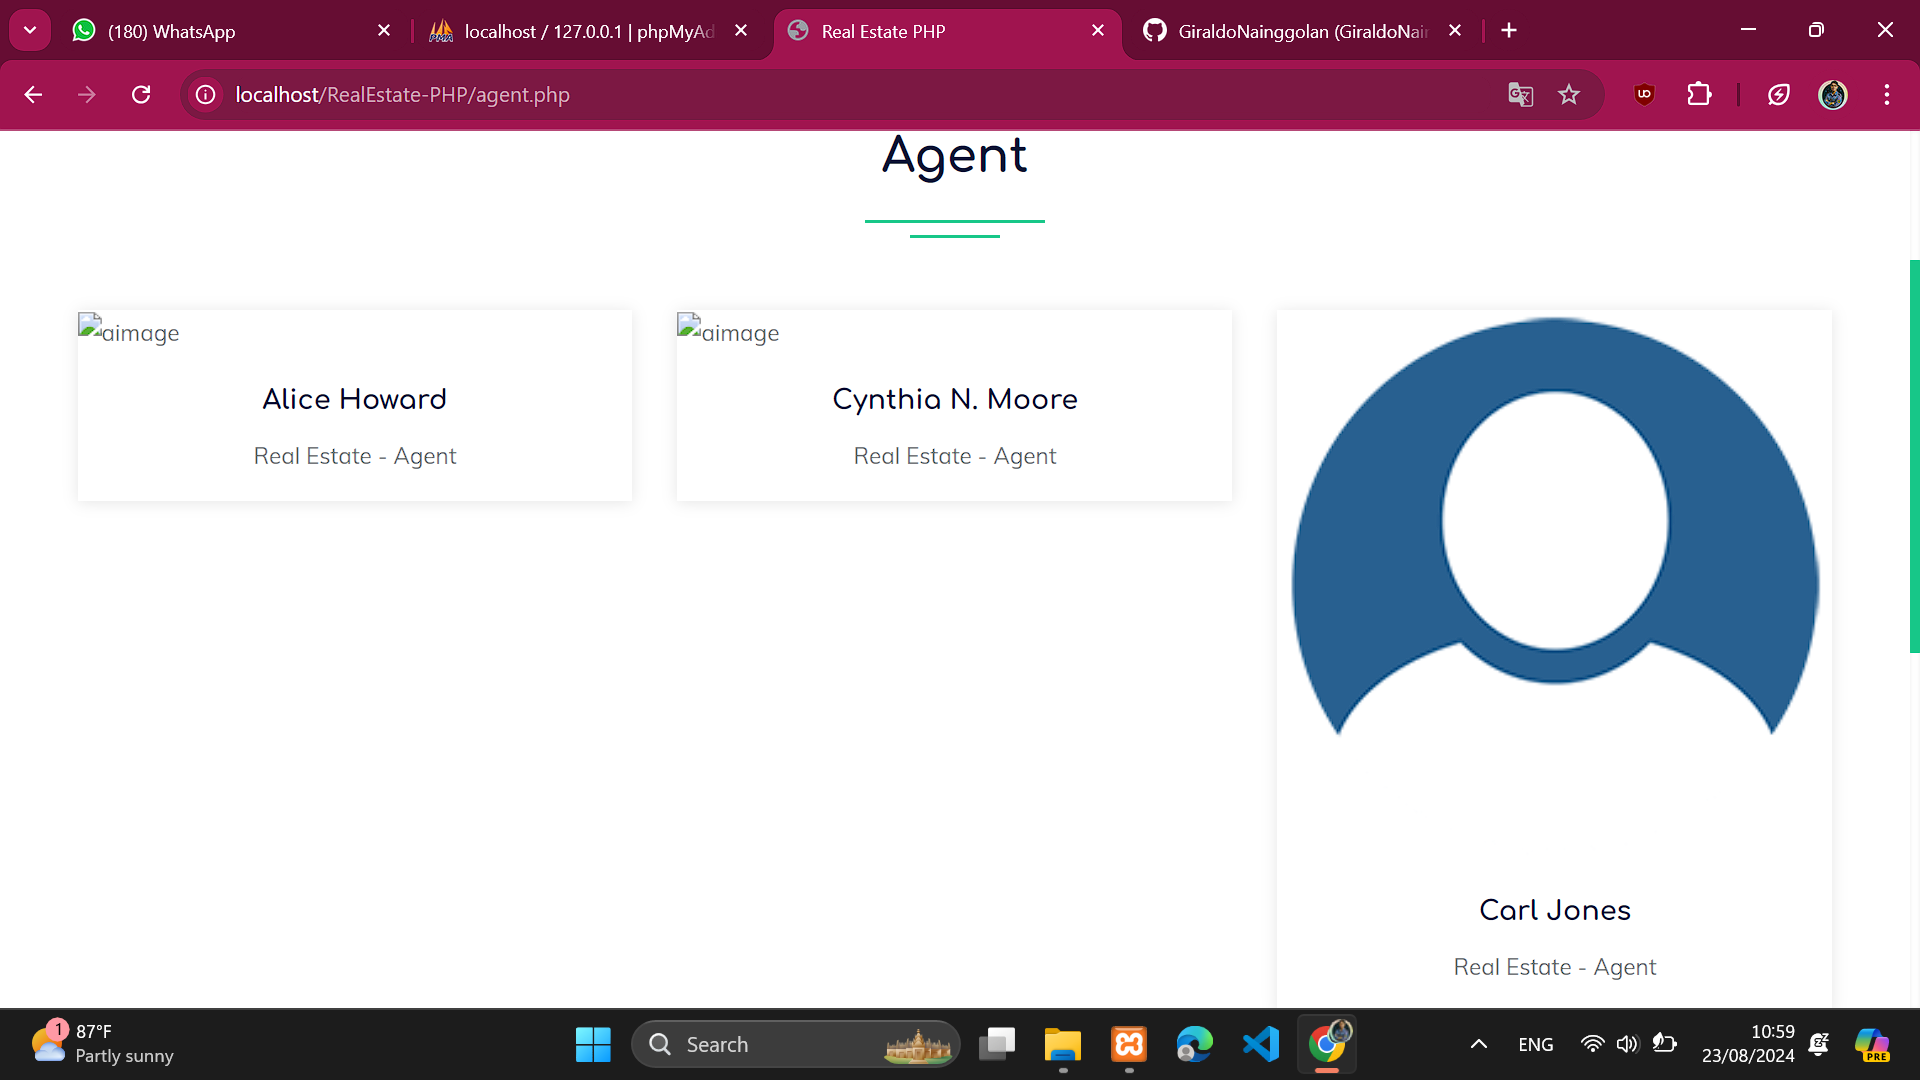 (180) WhatsApp
localhost / 127.0.0.1 | phpMyAd
Real Estate PHP
GiraldoNainggolan (GiraldoNain
localhost/RealEstate-PHP/agent.php
Agent
aimage
Alice Howard
Real Estate - Agent
aimage
Cynthia N. Moore
Real Estate - Agent
Carl Jones
Real Estate - Agent
1
87°F
Partly sunny
Search
ENG
10:59
23/08/2024
PRE